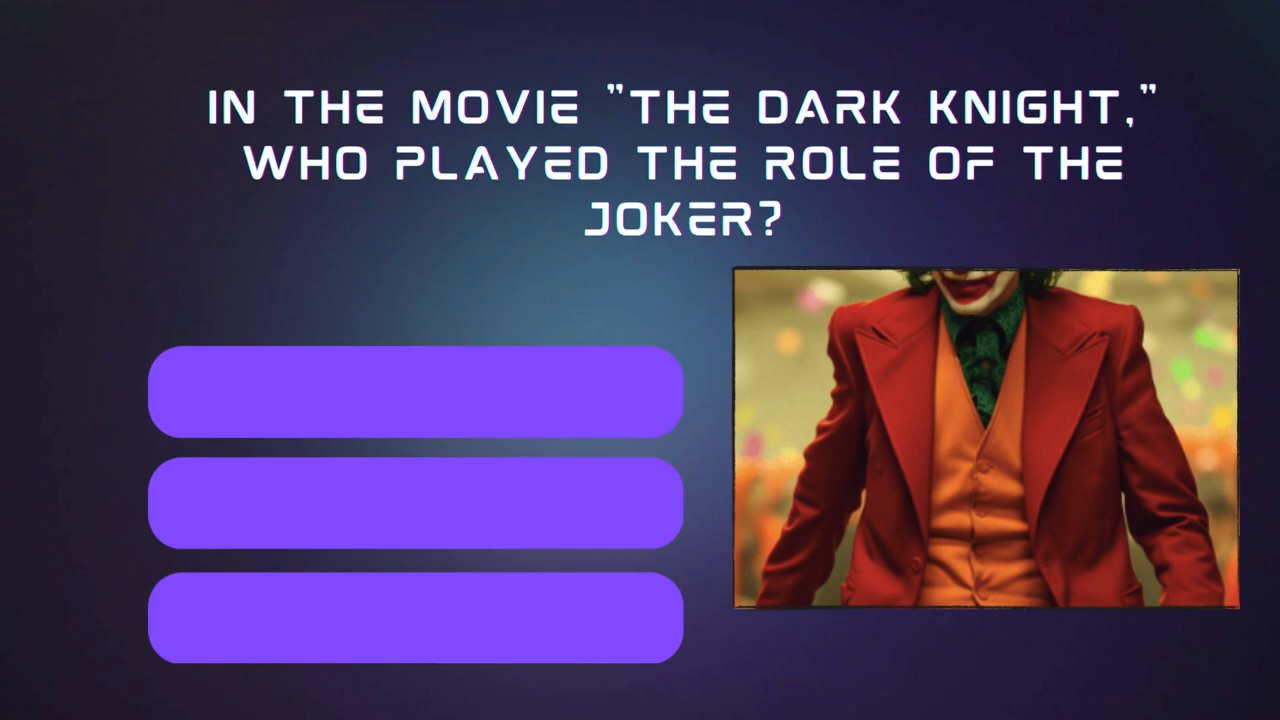 IN THE MOVIE "THE DARK KNIGHT,"
WHO PLAYED THE ROLE OF THE
JOKER?